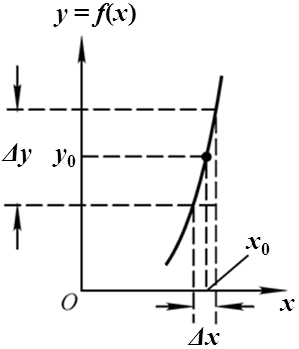 y = f(x)
Δy
y₀
x₀
O
x
Δx